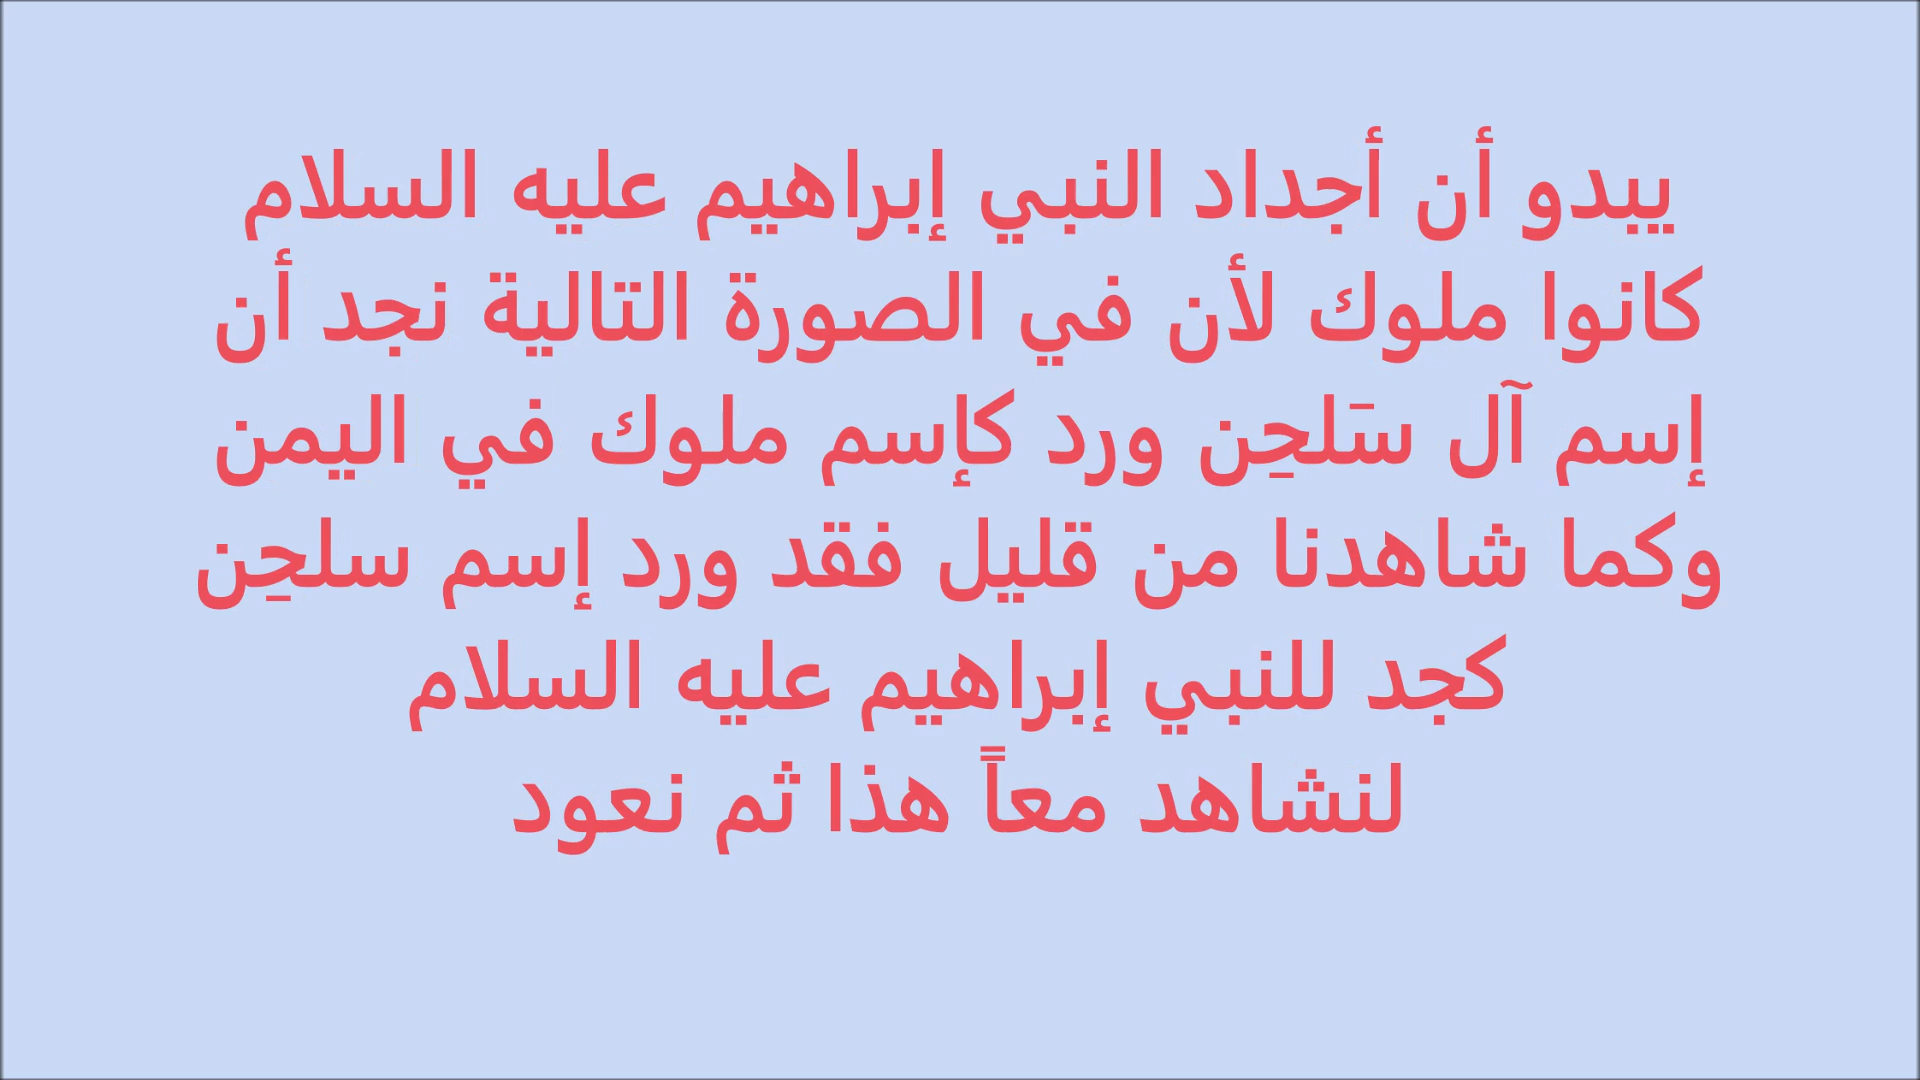 يبدو أن أجداد النبي إبراهيم عليه السلام
كانوا ملوك لأن في الصورة التالية نجد أن
إسم آل سَلحِن ورد كإسم ملوك في اليمن
وكما شاهدنا من قليل فقد ورد إسم سلحِن
كجد للنبي إبراهيم عليه السلام
لنشاهد معاً هذا ثم نعود